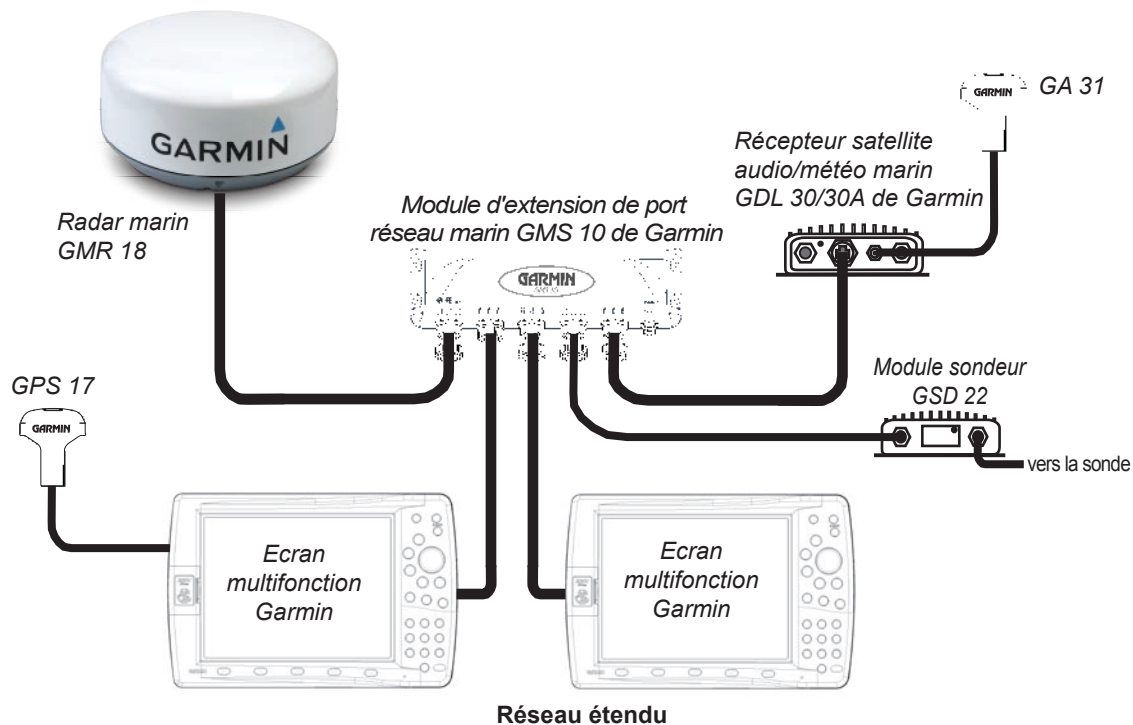 GARMIN
Radar marin
GMR 18
Module d'extension de port
réseau marin GMS 10 de Garmin
GARMIN
GA 31
GARMIN
Récepteur satellite
audio/météo marin
GDL 30/30A de Garmin
GPS 17
GARMIN
Module sondeur
GSD 22
vers la sonde
Ecran
multifonction
Garmin
Ecran
multifonction
Garmin
Réseau étendu